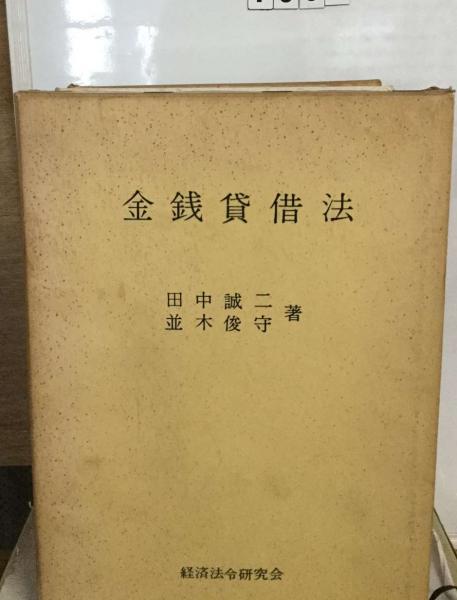 金銭貸借法
田中誠二
並木俊守 著
経済法令研究会